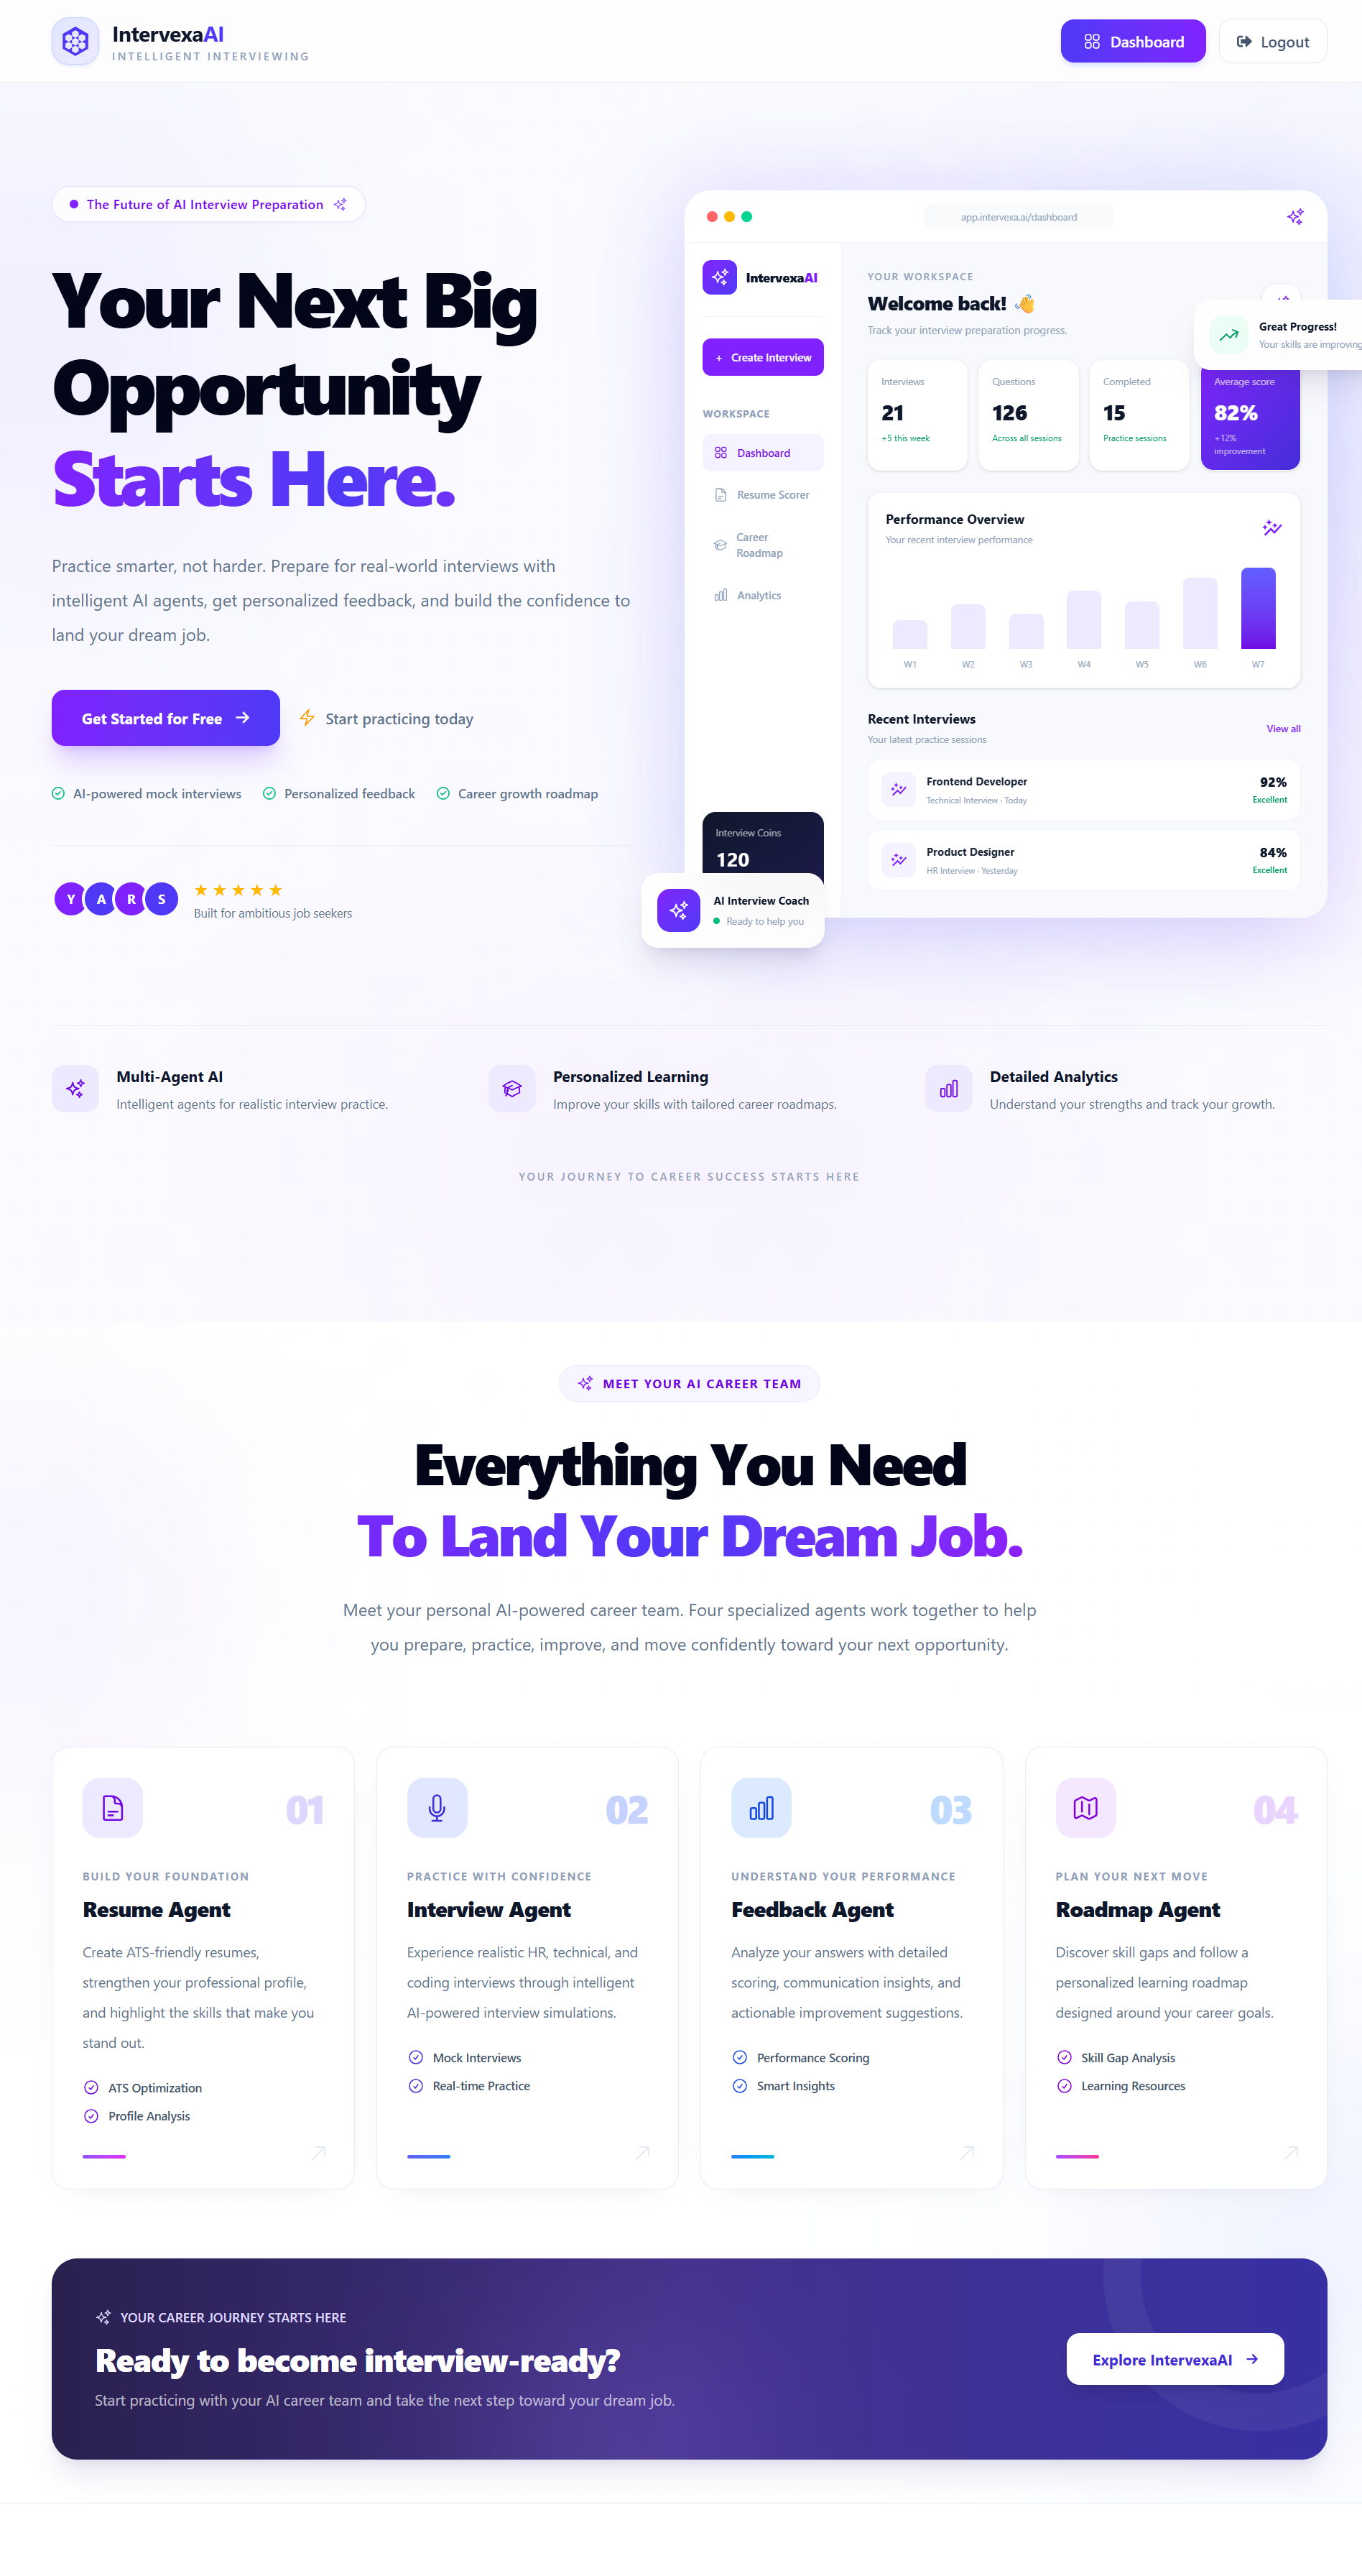 IntervexaAI
INTELLIGENT INTERVIEWING
Dashboard
Logout
The Future of AI Interview Preparation
Your Next Big
Opportunity
Starts Here.
Practice smarter, not harder. Prepare for real-world interviews with
intelligent AI agents, get personalized feedback, and build the confidence to
land your dream job.
Get Started for Free
Start practicing today
AI-powered mock interviews
Personalized feedback
Career growth roadmap
Y A R S
Built for ambitious job seekers
app.intervexa.ai/dashboard
IntervexaAI
+ Create Interview
WORKSPACE
Dashboard
Resume Scorer
Career
Roadmap
Analytics
Interview Coins
120
AI Interview Coach
Ready to help you
YOUR WORKSPACE
Welcome back! 👋
Track your interview preparation progress.
Great Progress!
Your skills are improving
Interviews
21
+5 this week
Questions
126
Across all sessions
Completed
15
Practice sessions
Average score
82%
+12%
improvement
Performance Overview
Your recent interview performance
W1 W2 W3 W4 W5 W6 W7
Recent Interviews
Your latest practice sessions
View all
Frontend Developer
Technical Interview · Today
92%
Excellent
Product Designer
HR Interview · Yesterday
84%
Excellent
Multi-Agent AI
Intelligent agents for realistic interview practice.
Personalized Learning
Improve your skills with tailored career roadmaps.
Detailed Analytics
Understand your strengths and track your growth.
YOUR JOURNEY TO CAREER SUCCESS STARTS HERE
MEET YOUR AI CAREER TEAM
Everything You Need
To Land Your Dream Job.
Meet your personal AI-powered career team. Four specialized agents work together to help
you prepare, practice, improve, and move confidently toward your next opportunity.
01
BUILD YOUR FOUNDATION
Resume Agent
Create ATS-friendly resumes,
strengthen your professional profile,
and highlight the skills that make you
stand out.
ATS Optimization
Profile Analysis
02
PRACTICE WITH CONFIDENCE
Interview Agent
Experience realistic HR, technical, and
coding interviews through intelligent
AI-powered interview simulations.
Mock Interviews
Real-time Practice
03
UNDERSTAND YOUR PERFORMANCE
Feedback Agent
Analyze your answers with detailed
scoring, communication insights, and
actionable improvement suggestions.
Performance Scoring
Smart Insights
04
PLAN YOUR NEXT MOVE
Roadmap Agent
Discover skill gaps and follow a
personalized learning roadmap
designed around your career goals.
Skill Gap Analysis
Learning Resources
YOUR CAREER JOURNEY STARTS HERE
Ready to become interview-ready?
Start practicing with your AI career team and take the next step toward your dream job.
Explore IntervexaAI